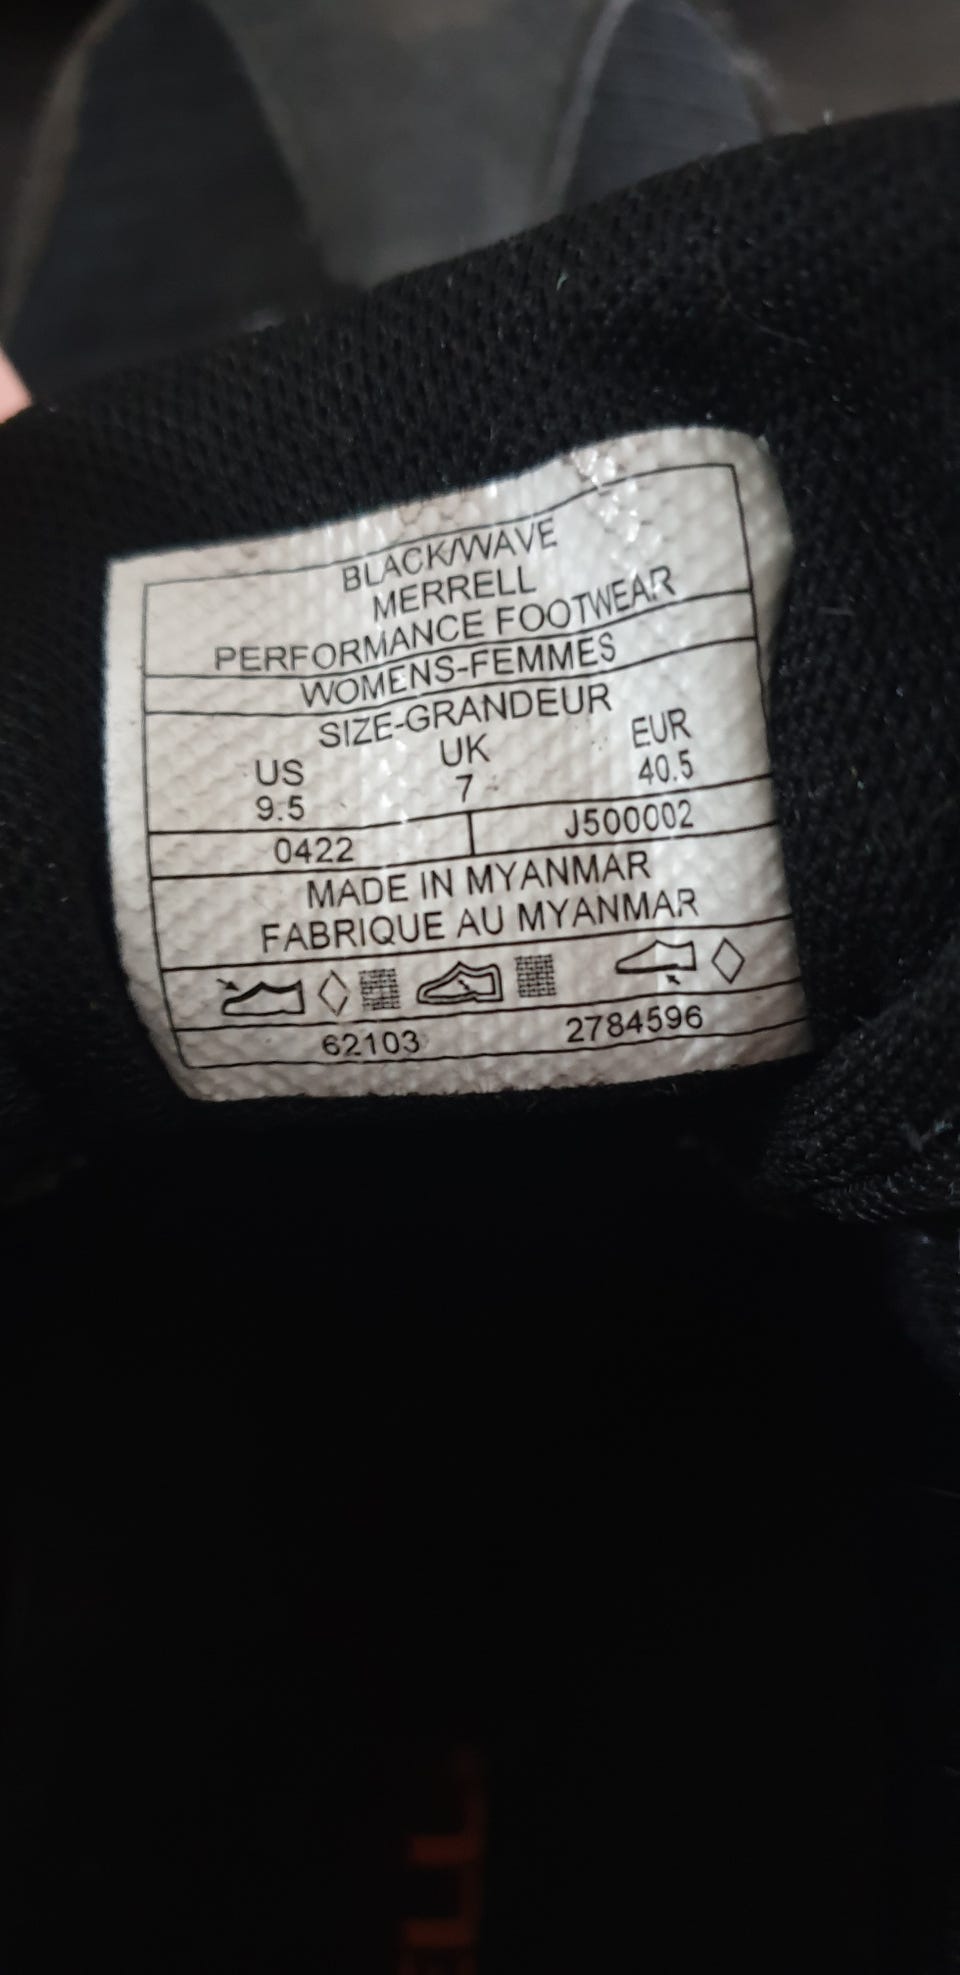 BLACK/WAVE
MERRELL
PERFORMANCE FOOTWEAR
WOMENS-FEMMES
SIZE-GRANDEUR
US UK EUR
9.5 7 40.5
0422 J500002
MADE IN MYANMAR
FABRIQUE AU MYANMAR
62103 2784596
ELL